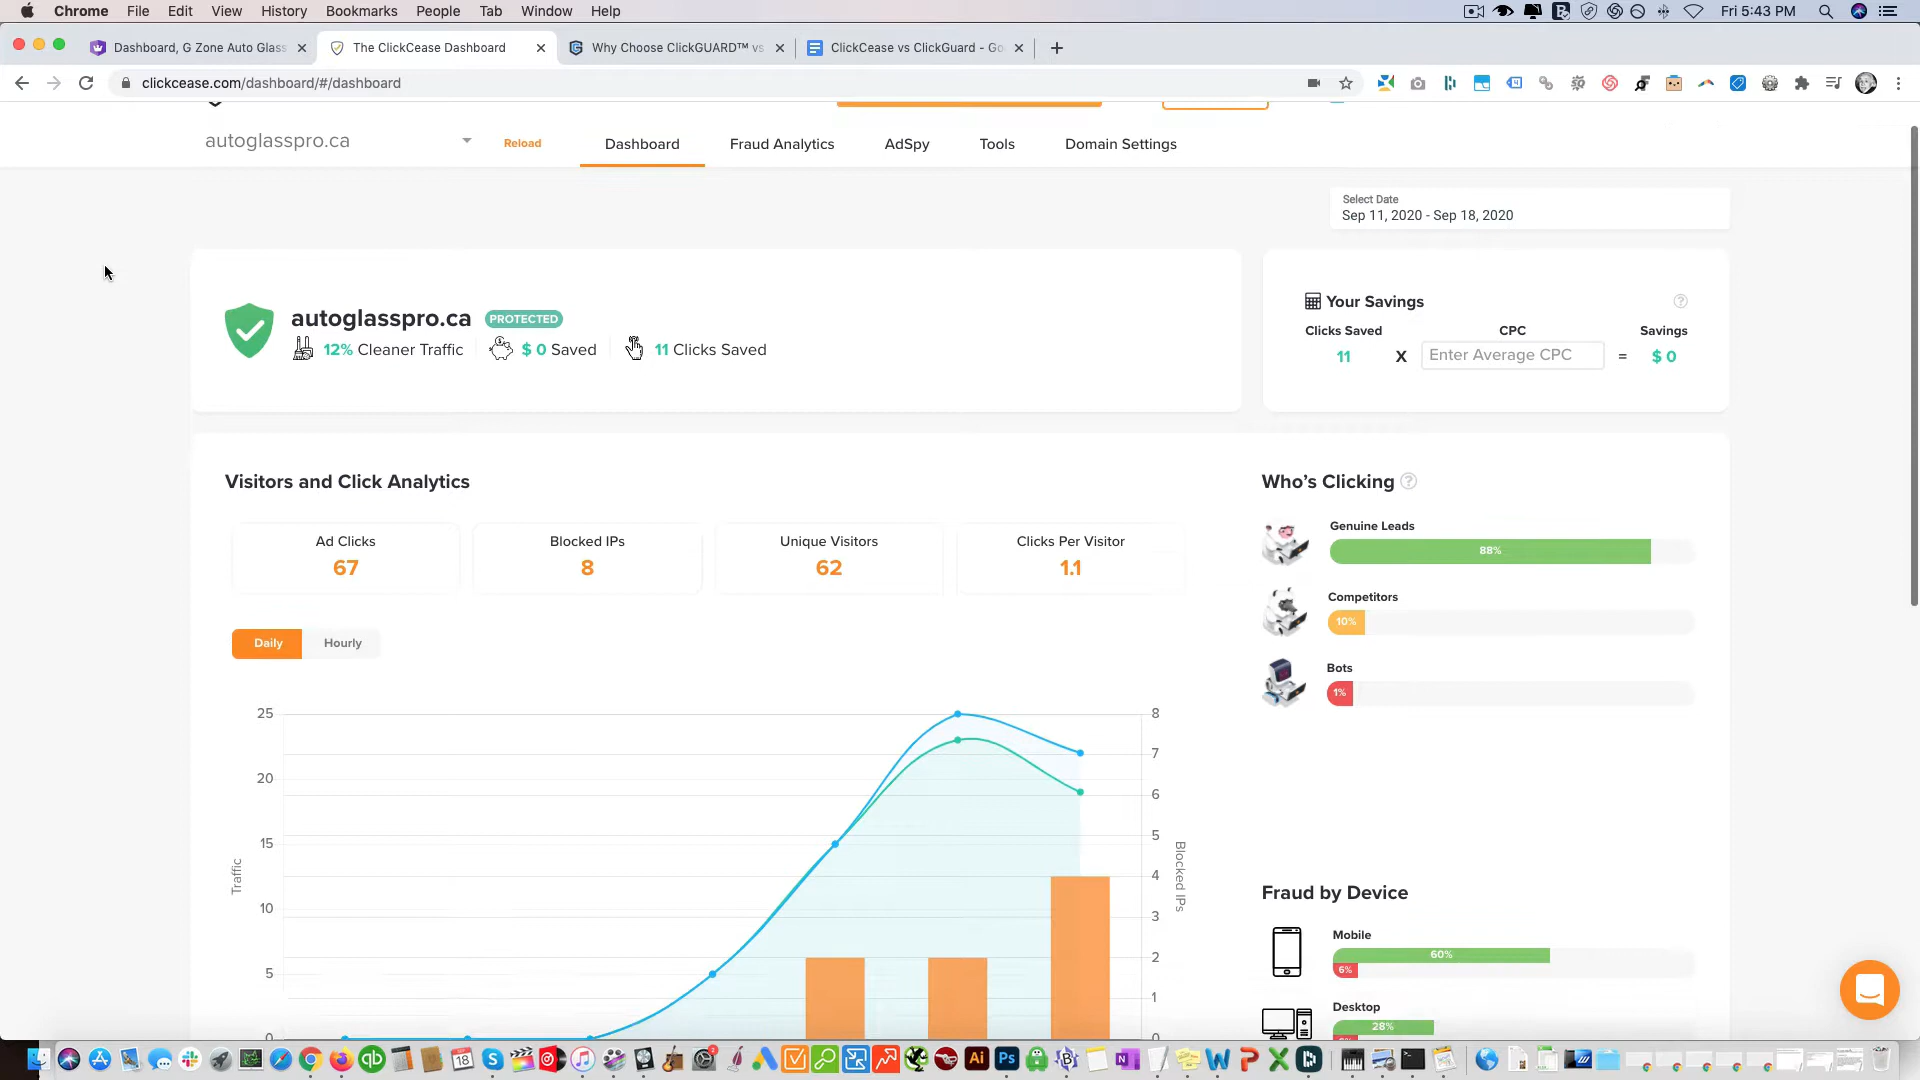 Chrome File Edit View History Bookmarks People Tab Window Help
Fri 5:43 PM
Dashboard, G Zone Auto Glass
The ClickCease Dashboard
Why Choose ClickGUARD™ vs
ClickCease vs ClickGuard - Go
clickcease.com/dashboard/#/dashboard
autoglasspro.ca
Reload
Dashboard
Fraud Analytics
AdSpy
Tools
Domain Settings
Select Date
Sep 11, 2020 - Sep 18, 2020
autoglasspro.ca PROTECTED
12% Cleaner Traffic
$ 0 Saved
11 Clicks Saved
Your Savings
Clicks Saved CPC Savings
11 X Enter Average CPC = $ 0
Visitors and Click Analytics
Ad Clicks
67
Blocked IPs
8
Unique Visitors
62
Clicks Per Visitor
1.1
Daily Hourly
25
20
15
10
5
0
Traffic
8
7
6
5
4
3
2
1
0
Blocked IPs
Who's Clicking
Genuine Leads
88%
Competitors
10%
Bots
1%
Fraud by Device
Mobile
60%
6%
Desktop
28%